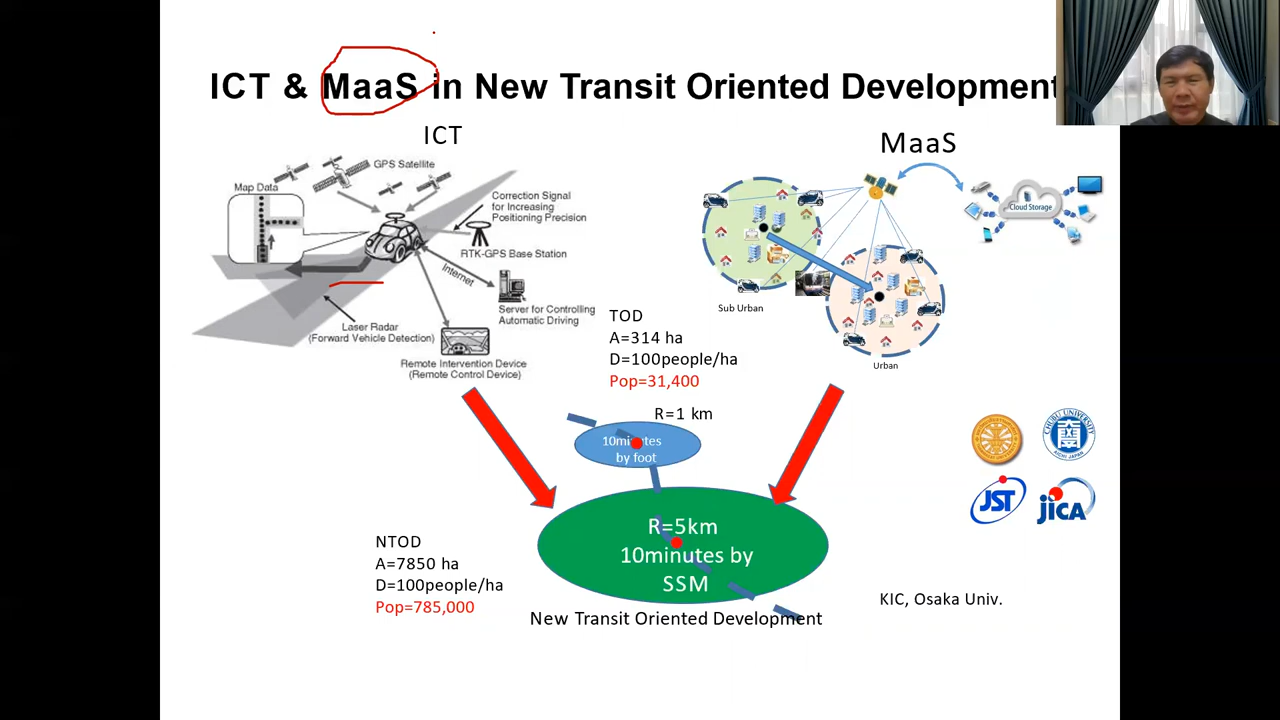 ICT & MaaS in New Transit Oriented Development
ICT
MaaS
GPS Satellite
Map Data
Correction Signal
for Increasing
Positioning Precision
RTK-GPS Base Station
Internet
Server for Controlling
Automatic Driving
Laser Radar
(Forward Vehicle Detection)
Remote Intervention Device
(Remote Control Device)
Cloud Storage
Sub Urban
Urban
TOD
A=314 ha
D=100people/ha
Pop=31,400
R=1 km
10minutes
by foot
R=5km
10minutes by
SSM
NTOD
A=7850 ha
D=100people/ha
Pop=785,000
New Transit Oriented Development
CHUBU UNIVERSITY
AICHI JAPAN
JST
JICA
KIC, Osaka Univ.